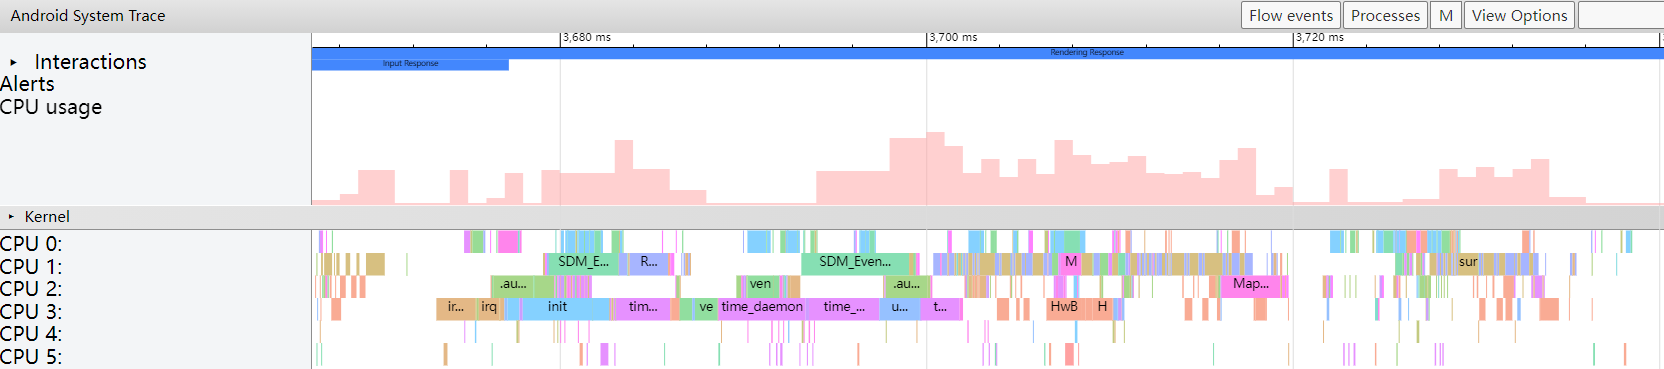 Android System Trace
Flow events Processes M View Options
3,680 ms 3,700 ms 3,720 ms
Rendering Response
Interactions
Input Response
Alerts
CPU usage
Kernel
CPU 0:
CPU 1: SDM_E... R... SDM_Even... M sur
CPU 2: .au... ven .au... Map...
CPU 3: ir... irq init tim... ve time_daemon time_... u... t... HwB H
CPU 4:
CPU 5: